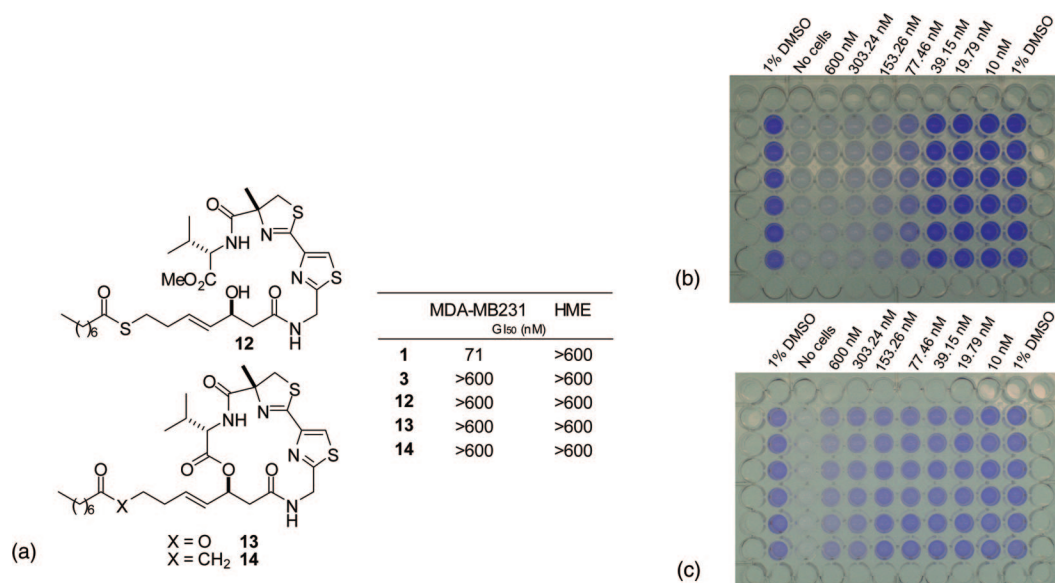 1% DMSO
No cells
600 nM
303.24 nM
153.26 nM
77.46 nM
39.15 nM
19.79 nM
10 nM
1% DMSO
(b)
O
S
N
N
H
N
S
MeO2C
O
OH
O
( )6
S
N
H
12
MDA-MB231 HME
GI50 (nM)
1 71 >600
3 >600 >600
12 >600 >600
13 >600 >600
14 >600 >600
1% DMSO
No cells
600 nM
303.24 nM
153.26 nM
77.46 nM
39.15 nM
19.79 nM
10 nM
1% DMSO
O
S
N
N
H
N
S
O
O
O
O
( )6
X
N
H
X = O 13
X = CH2 14
(a)
(c)